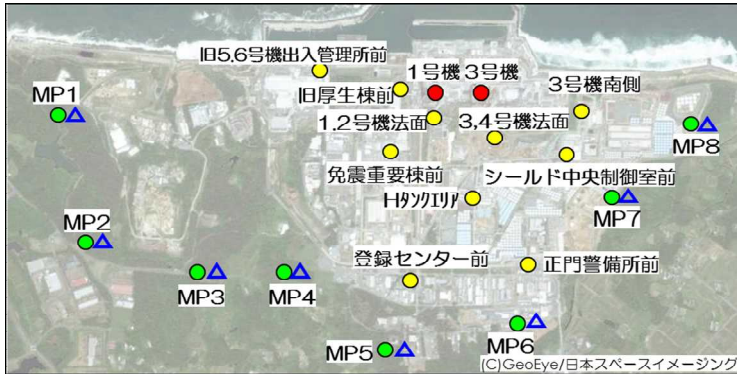 旧5.6号機出入管理所前
1号機
3号機
MP1
旧厚生棟前
3号機南側
1.2号機法面
3,4号機法面
MP8
免震重要棟前
シールド中央制御室前
Hﾀﾝｸｴﾘｱ
MP7
MP2
登録センター前
正門警備所前
MP3
MP4
MP6
MP5
(C)GeoEye/日本スペースイメージング